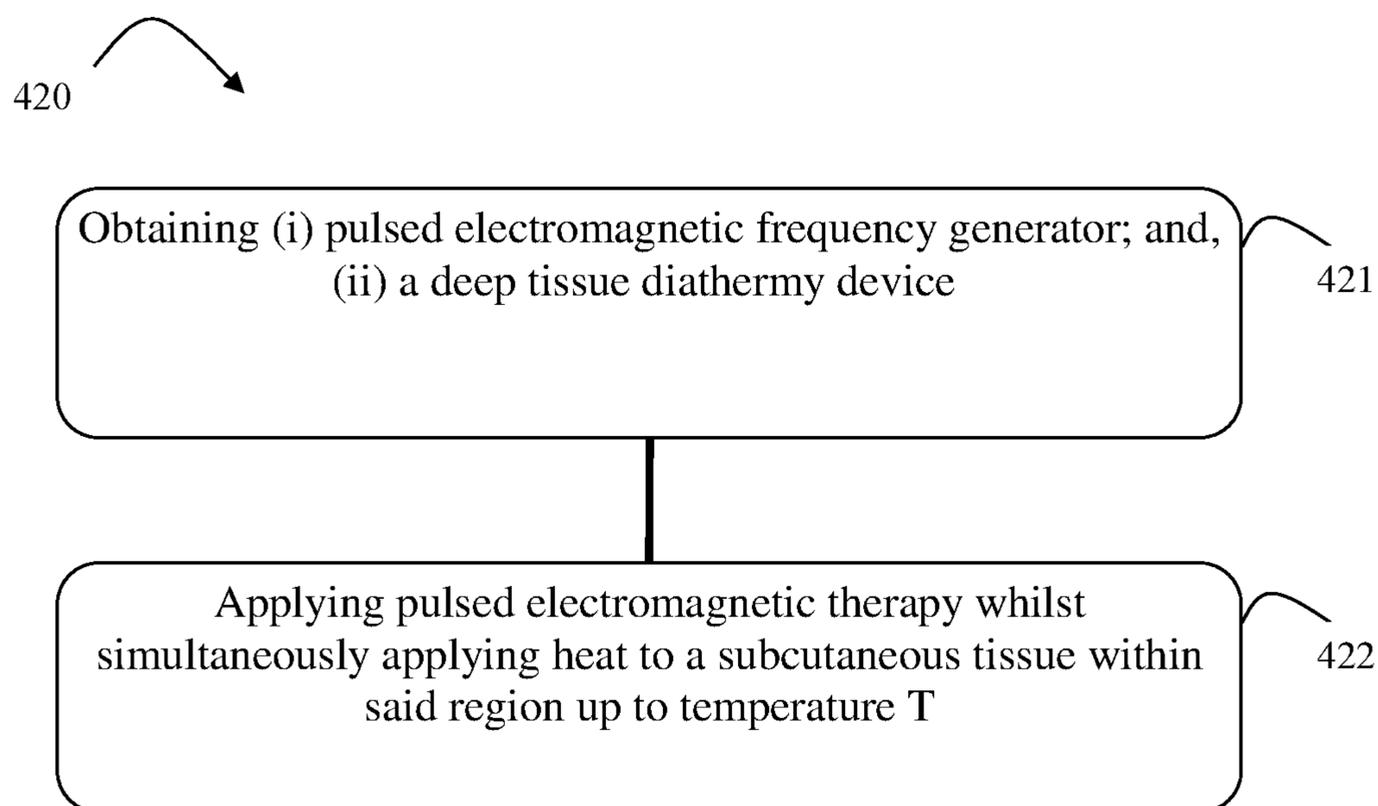 420
Obtaining (i) pulsed electromagnetic frequency generator; and,
(ii) a deep tissue diathermy device
421
Applying pulsed electromagnetic therapy whilst
simultaneously applying heat to a subcutaneous tissue within
said region up to temperature T
422